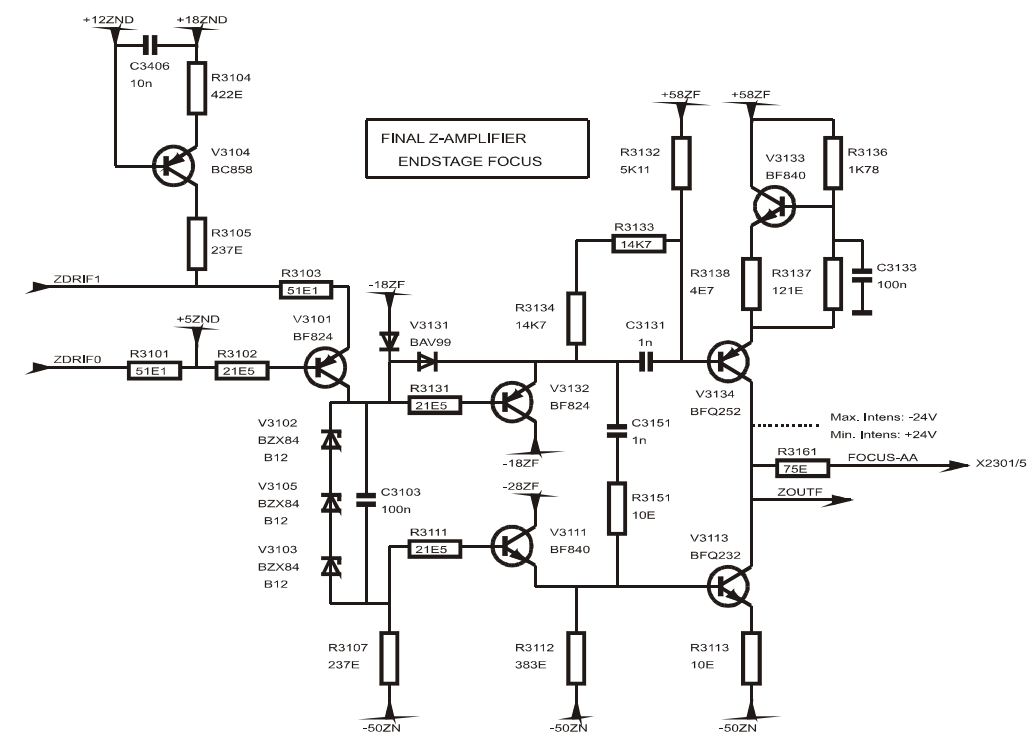 +12ZND
+18ZND
C3406
10n
R3104
422E
V3104
BC858
R3105
237E
FINAL Z-AMPLIFIER
ENDSTAGE FOCUS
+58ZF
+58ZF
R3132
5K11
V3133
BF840
R3136
1K78
R3133
14K7
ZDRIF1
R3103
51E1
-18ZF
R3134
14K7
R3138
4E7
R3137
121E
C3133
100n
+5ZND
V3101
BF824
V3131
BAV99
C3131
1n
ZDRIF0
R3101
51E1
R3102
21E5
R3131
21E5
V3132
BF824
V3134
BFQ252
V3102
BZX84
B12
C3151
1n
Max. Intens: -24V
Min. Intens: +24V
-18ZF
R3161
75E
FOCUS-AA
X2301/5
V3105
BZX84
B12
C3103
100n
-28ZF
R3151
10E
ZOUTF
V3103
BZX84
B12
R3111
21E5
V3111
BF840
V3113
BFQ232
R3107
237E
R3112
383E
R3113
10E
-50ZN
-50ZN
-50ZN